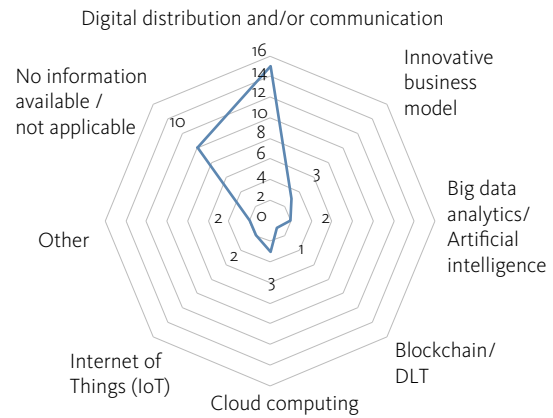 Digital distribution and/or communication
16
14
12
10
8
6
4
2
0
Innovative
business
model
3
Big data
analytics/
Artificial
intelligence
2
Blockchain/
DLT
1
Cloud computing
3
Internet of
Things (IoT)
2
Other
2
No information
available /
not applicable
10